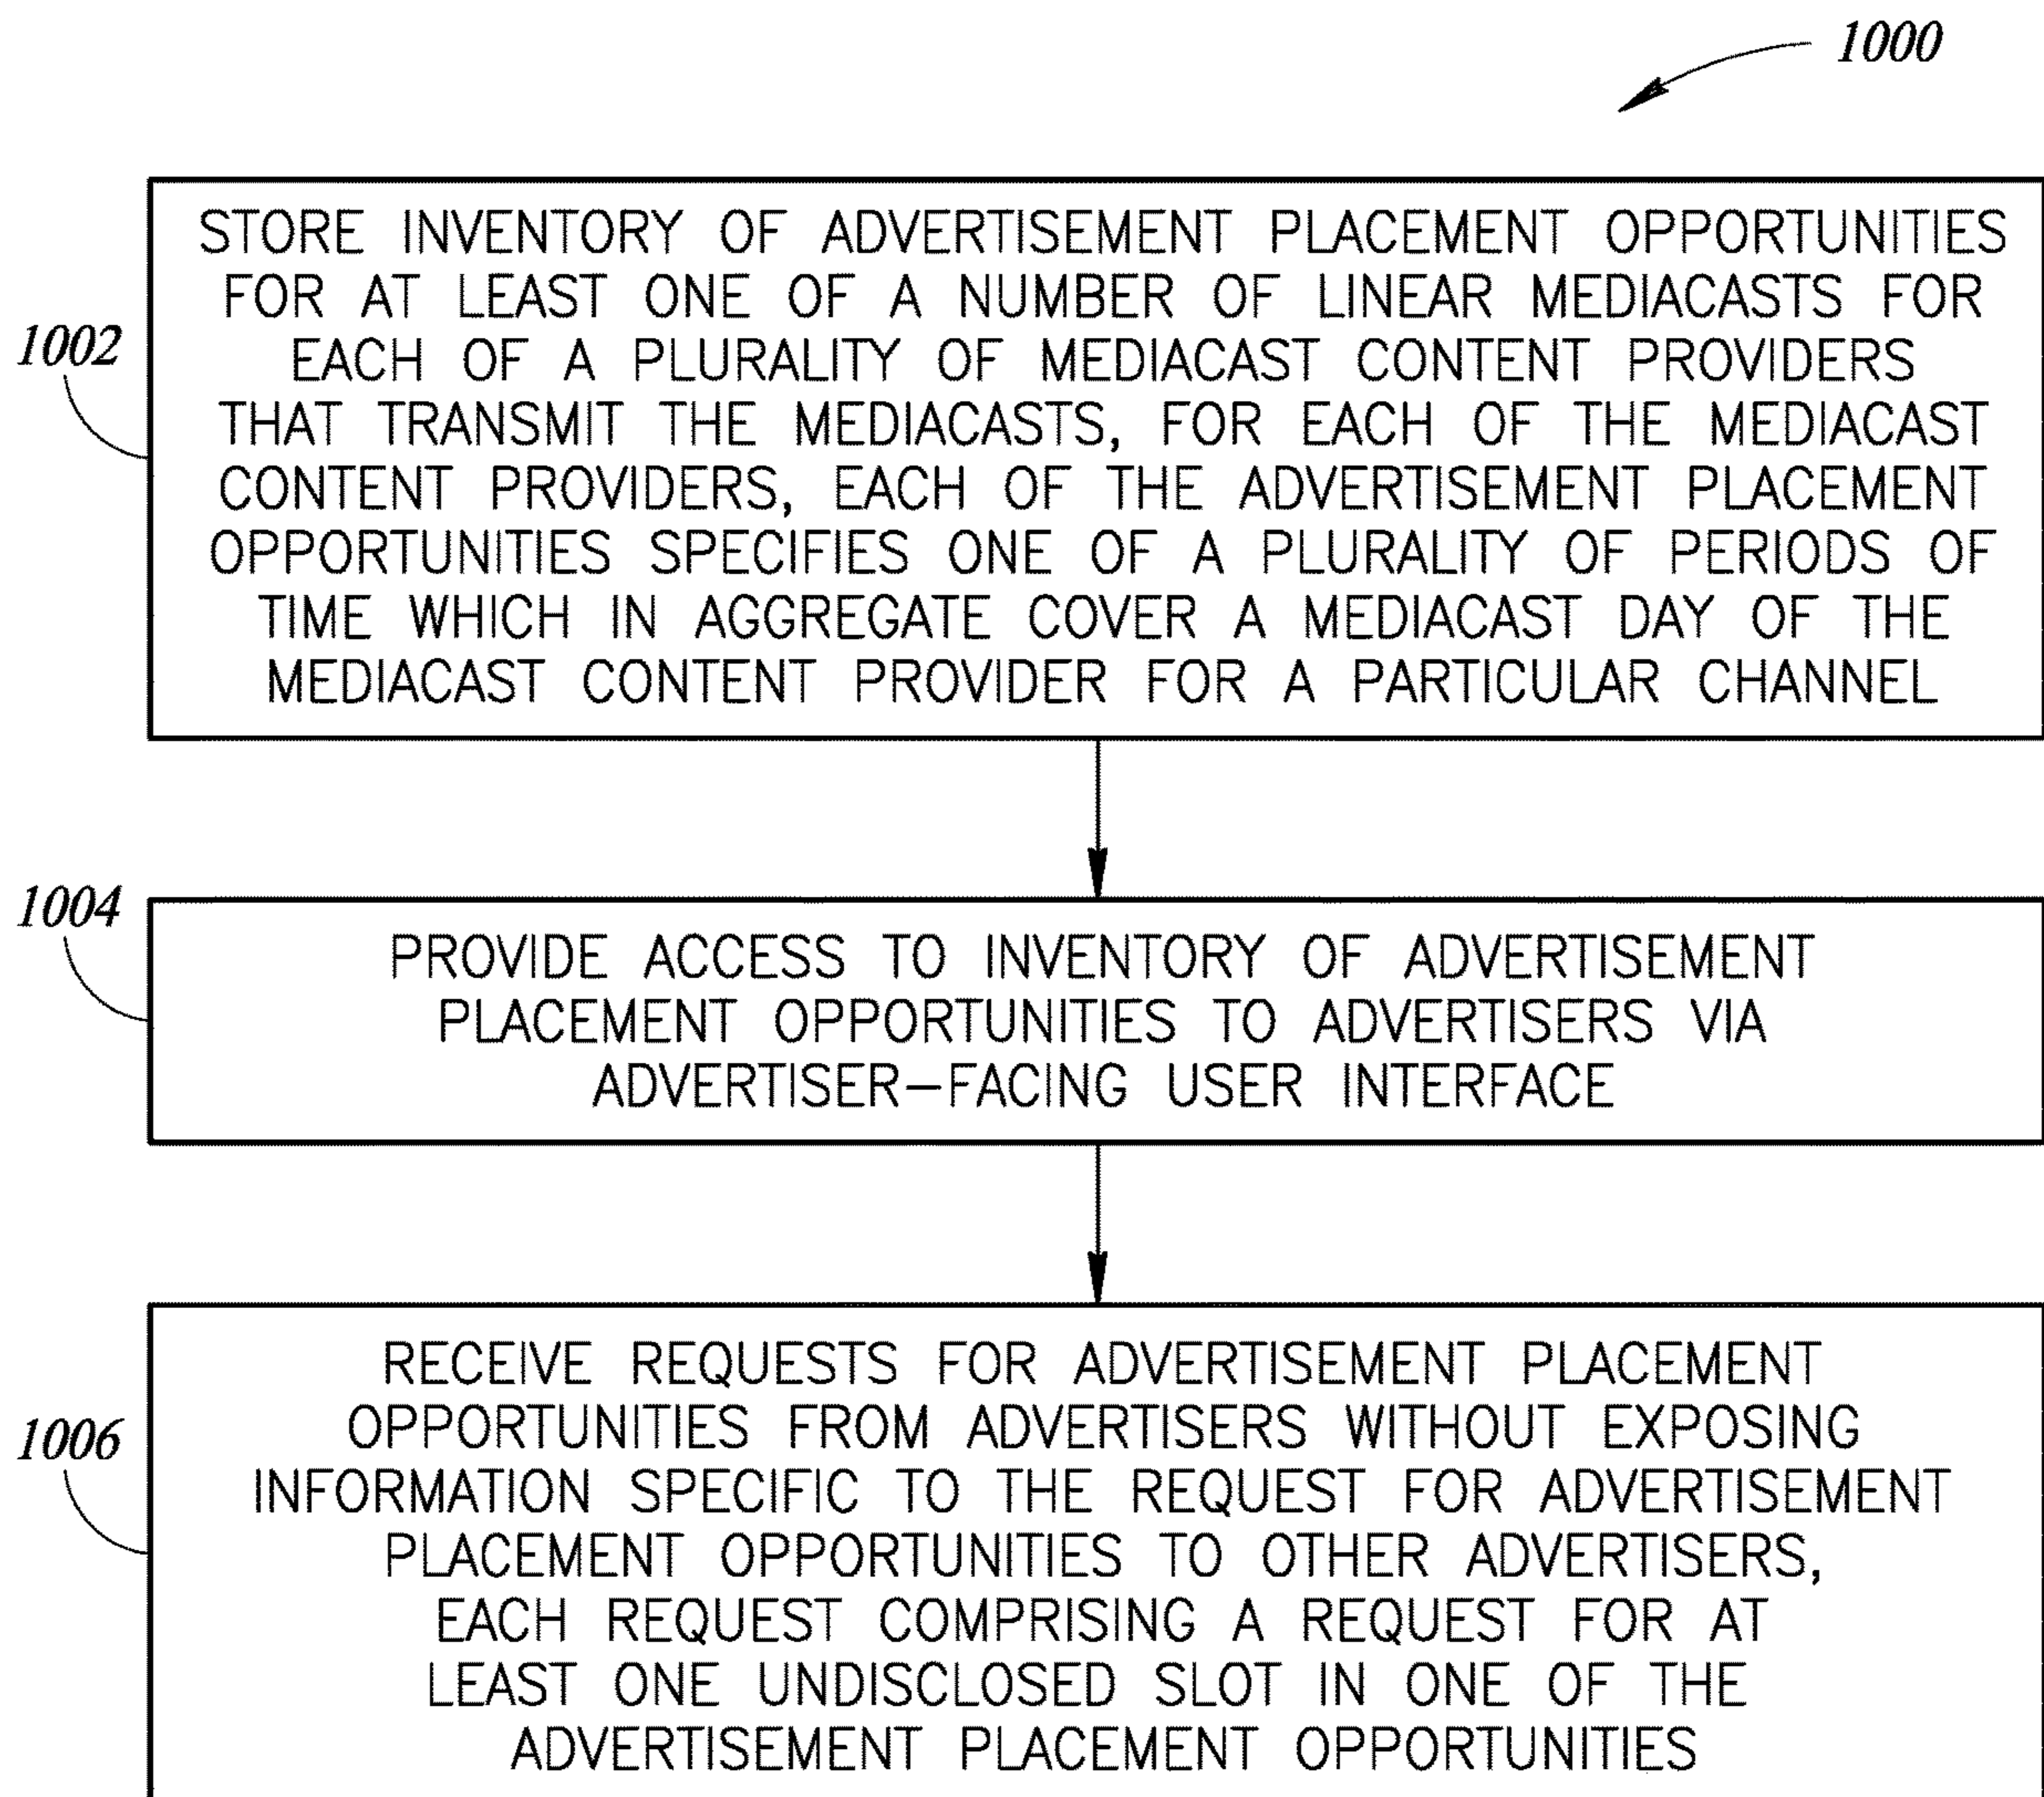 1000
STORE INVENTORY OF ADVERTISEMENT PLACEMENT OPPORTUNITIES
FOR AT LEAST ONE OF A NUMBER OF LINEAR MEDIACASTS FOR
EACH OF A PLURALITY OF MEDIACAST CONTENT PROVIDERS
THAT TRANSMIT THE MEDIACASTS, FOR EACH OF THE MEDIACAST
CONTENT PROVIDERS, EACH OF THE ADVERTISEMENT PLACEMENT
OPPORTUNITIES SPECIFIES ONE OF A PLURALITY OF PERIODS OF
TIME WHICH IN AGGREGATE COVER A MEDIACAST DAY OF THE
MEDIACAST CONTENT PROVIDER FOR A PARTICULAR CHANNEL
1002
1004
PROVIDE ACCESS TO INVENTORY OF ADVERTISEMENT
PLACEMENT OPPORTUNITIES TO ADVERTISERS VIA
ADVERTISER–FACING USER INTERFACE
RECEIVE REQUESTS FOR ADVERTISEMENT PLACEMENT
OPPORTUNITIES FROM ADVERTISERS WITHOUT EXPOSING
INFORMATION SPECIFIC TO THE REQUEST FOR ADVERTISEMENT
PLACEMENT OPPORTUNITIES TO OTHER ADVERTISERS,
EACH REQUEST COMPRISING A REQUEST FOR AT
LEAST ONE UNDISCLOSED SLOT IN ONE OF THE
ADVERTISEMENT PLACEMENT OPPORTUNITIES
1006